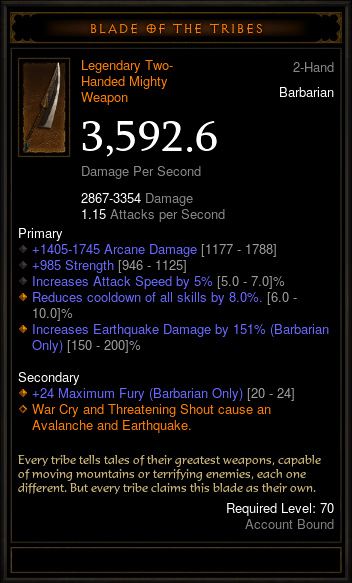 BLADE OF THE TRIBES
Legendary Two-
Handed Mighty
Weapon
2-Hand
Barbarian
3,592.6
Damage Per Second
2867-3354 Damage
1.15 Attacks per Second
Primary
+1405-1745 Arcane Damage [1177 - 1788]
+985 Strength [946 - 1125]
Increases Attack Speed by 5% [5.0 - 7.0]%
Reduces cooldown of all skills by 8.0%. [6.0 -
10.0]%
Increases Earthquake Damage by 151% (Barbarian
Only) [150 - 200]%
Secondary
+24 Maximum Fury (Barbarian Only) [20 - 24]
War Cry and Threatening Shout cause an
Avalanche and Earthquake.
Every tribe tells tales of their greatest weapons, capable
of moving mountains or terrifying enemies, each one
different. But every tribe claims this blade as their own.
Required Level: 70
Account Bound